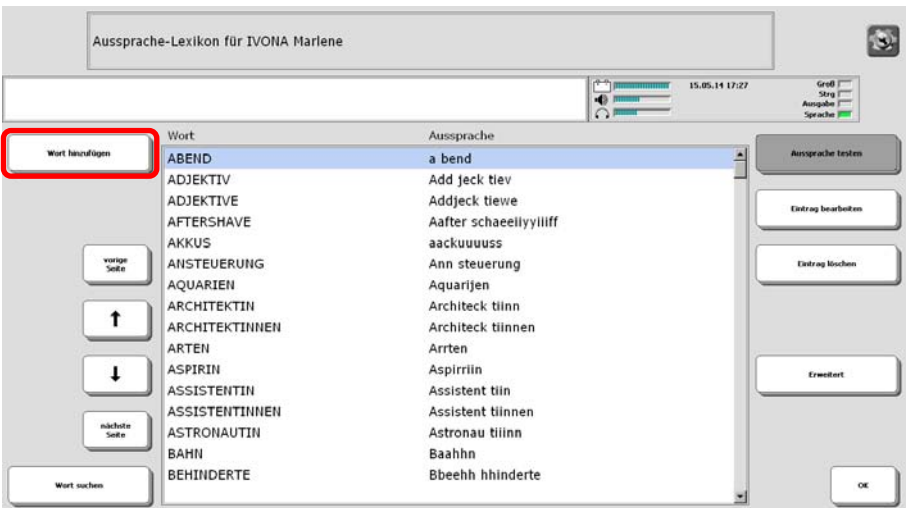 Aussprache-Lexikon für IVONA Marlene
15.05.14 17:27
Groß
Strg
Ausgabe
Sprache
Wort hinzufügen
Wort Aussprache
ABEND a bend
ADJEKTIV Add jeck tiev
ADJEKTIVE Addjeck tiewe
AFTERSHAVE Aafter schaeeiiyyiiiff
AKKUS aackuuuuss
ANSTEUERUNG Ann steuerung
AQUARIEN Aquarijen
ARCHITEKTIN Architeck tiinn
ARCHITEKTINNEN Architeck tiinnen
ARTEN Arrten
ASPIRIN Aspirriin
ASSISTENTIN Assistent tiin
ASSISTENTINNEN Assistent tiinnen
ASTRONAUTIN Astronau tiiinn
BAHN Baahhn
BEHINDERTE Bbeehh hhinderte
vorige
Seite
nächste
Seite
Wort suchen
Aussprache testen
Eintrag bearbeiten
Eintrag löschen
Erweitert
OK